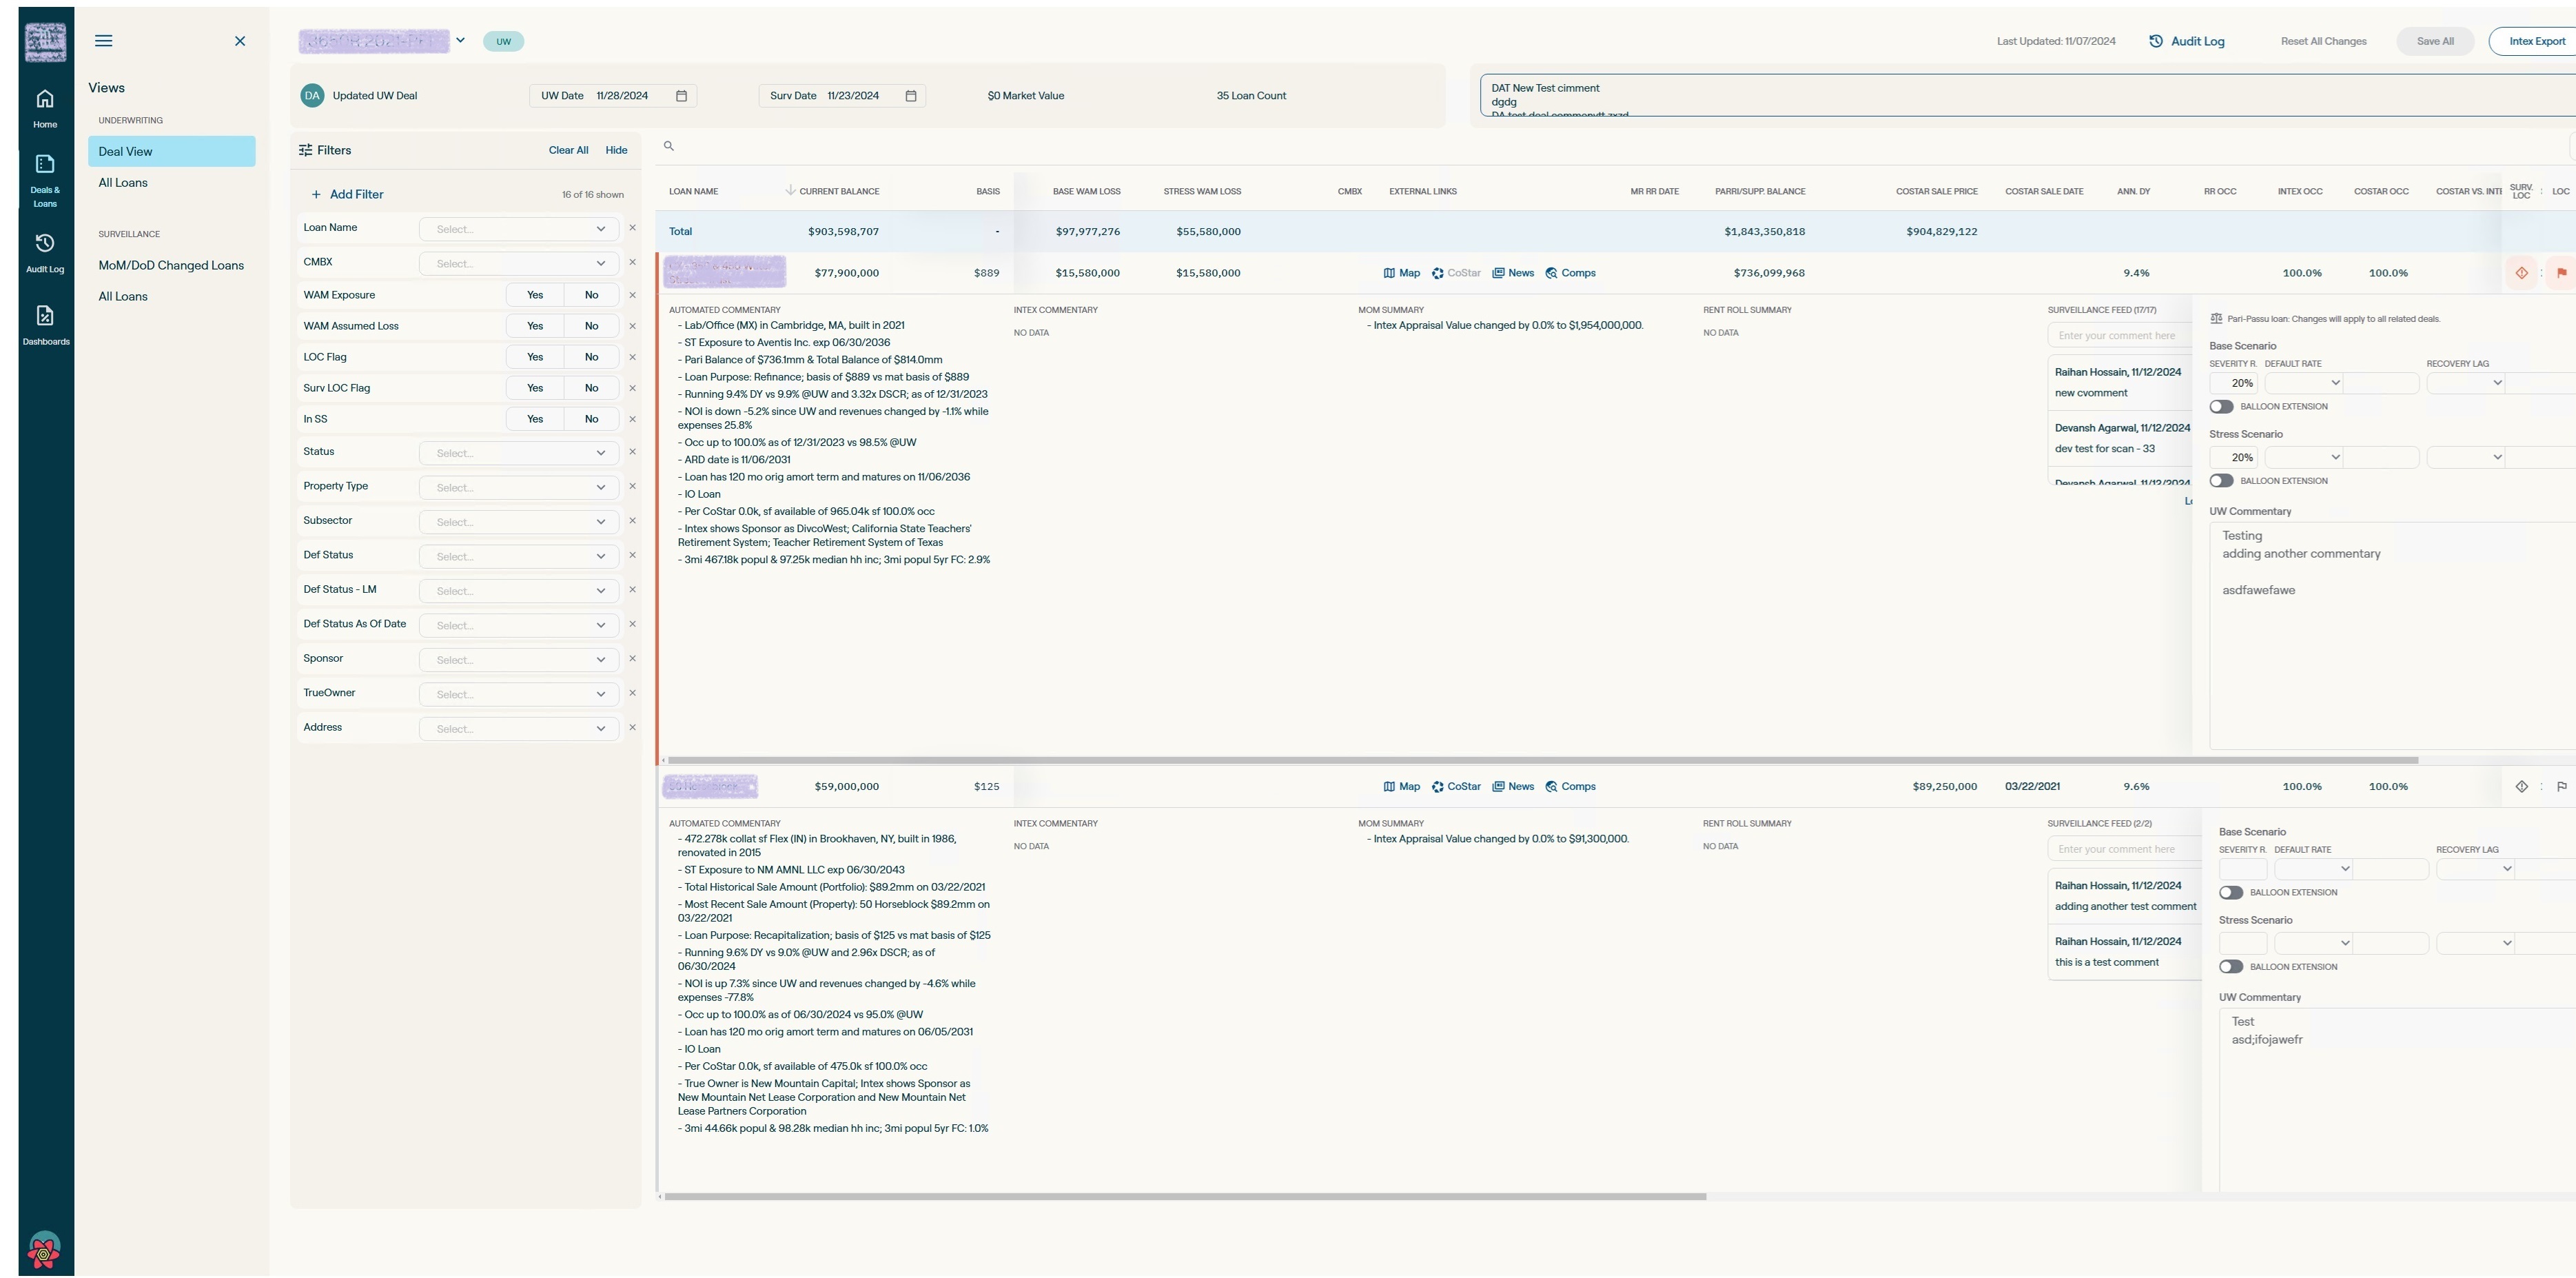 Home
Deals &
Loans
Audit Log
Dashboards
Views
UNDERWRITING
Deal View
All Loans
SURVEILLANCE
MoM/DoD Changed Loans
All Loans
UW
Last Updated: 11/07/2024
Audit Log
Reset All Changes
Save All
Intex Export
DA Updated UW Deal
UW Date 11/28/2024
Surv Date 11/23/2024
$0 Market Value
35 Loan Count
DAT New Test cimment
dgdg
DA test deal commenytt zxzd
Filters
Clear All
Hide
+ Add Filter
16 of 16 shown
Loan Name Select...
CMBX Select...
WAM Exposure Yes No
WAM Assumed Loss Yes No
LOC Flag Yes No
Surv LOC Flag Yes No
In SS Yes No
Status Select...
Property Type Select...
Subsector Select...
Def Status Select...
Def Status - LM Select...
Def Status As Of Date Select...
Sponsor Select...
TrueOwner Select...
Address Select...
LOAN NAME CURRENT BALANCE BASIS BASE WAM LOSS STRESS WAM LOSS CMBX EXTERNAL LINKS MR RR DATE PARRI/SUPP. BALANCE COSTAR SALE PRICE COSTAR SALE DATE ANN. DY RR OCC INTEX OCC COSTAR OCC COSTAR VS. INTE SURV. LOC LOC
Total $903,598,707 - $97,977,276 $55,580,000 $1,843,350,818 $904,829,122
$77,900,000 $889 $15,580,000 $15,580,000 Map CoStar News Comps $736,099,968 9.4% 100.0% 100.0%
AUTOMATED COMMENTARY
- Lab/Office (MX) in Cambridge, MA, built in 2021
- ST Exposure to Aventis Inc. exp 06/30/2036
- Pari Balance of $736.1mm & Total Balance of $814.0mm
- Loan Purpose: Refinance; basis of $889 vs mat basis of $889
- Running 9.4% DY vs 9.9% @UW and 3.32x DSCR; as of 12/31/2023
- NOI is down -5.2% since UW and revenues changed by -1.1% while
expenses 25.8%
- Occ up to 100.0% as of 12/31/2023 vs 98.5% @UW
- ARD date is 11/06/2031
- Loan has 120 mo orig amort term and matures on 11/06/2036
- IO Loan
- Per CoStar 0.0k, sf available of 965.04k sf 100.0% occ
- Intex shows Sponsor as DivcoWest; California State Teachers'
Retirement System; Teacher Retirement System of Texas
- 3mi 467.18k popul & 97.25k median hh inc; 3mi popul 5yr FC: 2.9%
INTEX COMMENTARY
NO DATA
MOM SUMMARY
- Intex Appraisal Value changed by 0.0% to $1,954,000,000.
RENT ROLL SUMMARY
NO DATA
SURVEILLANCE FEED (17/17)
Enter your comment here
Raihan Hossain, 11/12/2024
new cvomment
Devansh Agarwal, 11/12/2024
dev test for scan - 33
Devansh Agarwal, 11/12/2024
Pari-Passu loan: Changes will apply to all related deals.
Base Scenario
SEVERITY R. DEFAULT RATE RECOVERY LAG
20%
BALLOON EXTENSION
Stress Scenario
20%
BALLOON EXTENSION
UW Commentary
Testing
adding another commentary
asdfawefawe
$59,000,000 $125 Map CoStar News Comps $89,250,000 03/22/2021 9.6% 100.0% 100.0%
AUTOMATED COMMENTARY
- 472.278k collat sf Flex (IN) in Brookhaven, NY, built in 1986,
renovated in 2015
- ST Exposure to NM AMNL LLC exp 06/30/2043
- Total Historical Sale Amount (Portfolio): $89.2mm on 03/22/2021
- Most Recent Sale Amount (Property): 50 Horseblock $89.2mm on
03/22/2021
- Loan Purpose: Recapitalization; basis of $125 vs mat basis of $125
- Running 9.6% DY vs 9.0% @UW and 2.96x DSCR; as of
06/30/2024
- NOI is up 7.3% since UW and revenues changed by -4.6% while
expenses -77.8%
- Occ up to 100.0% as of 06/30/2024 vs 95.0% @UW
- Loan has 120 mo orig amort term and matures on 06/05/2031
- IO Loan
- Per CoStar 0.0k, sf available of 475.0k sf 100.0% occ
- True Owner is New Mountain Capital; Intex shows Sponsor as
New Mountain Net Lease Corporation and New Mountain Net
Lease Partners Corporation
- 3mi 44.66k popul & 98.28k median hh inc; 3mi popul 5yr FC: 1.0%
INTEX COMMENTARY
NO DATA
MOM SUMMARY
- Intex Appraisal Value changed by 0.0% to $91,300,000.
RENT ROLL SUMMARY
NO DATA
SURVEILLANCE FEED (2/2)
Enter your comment here
Raihan Hossain, 11/12/2024
adding another test comment
Raihan Hossain, 11/12/2024
this is a test comment
Base Scenario
SEVERITY R. DEFAULT RATE RECOVERY LAG
BALLOON EXTENSION
Stress Scenario
BALLOON EXTENSION
UW Commentary
Test
asd;ifojawefr